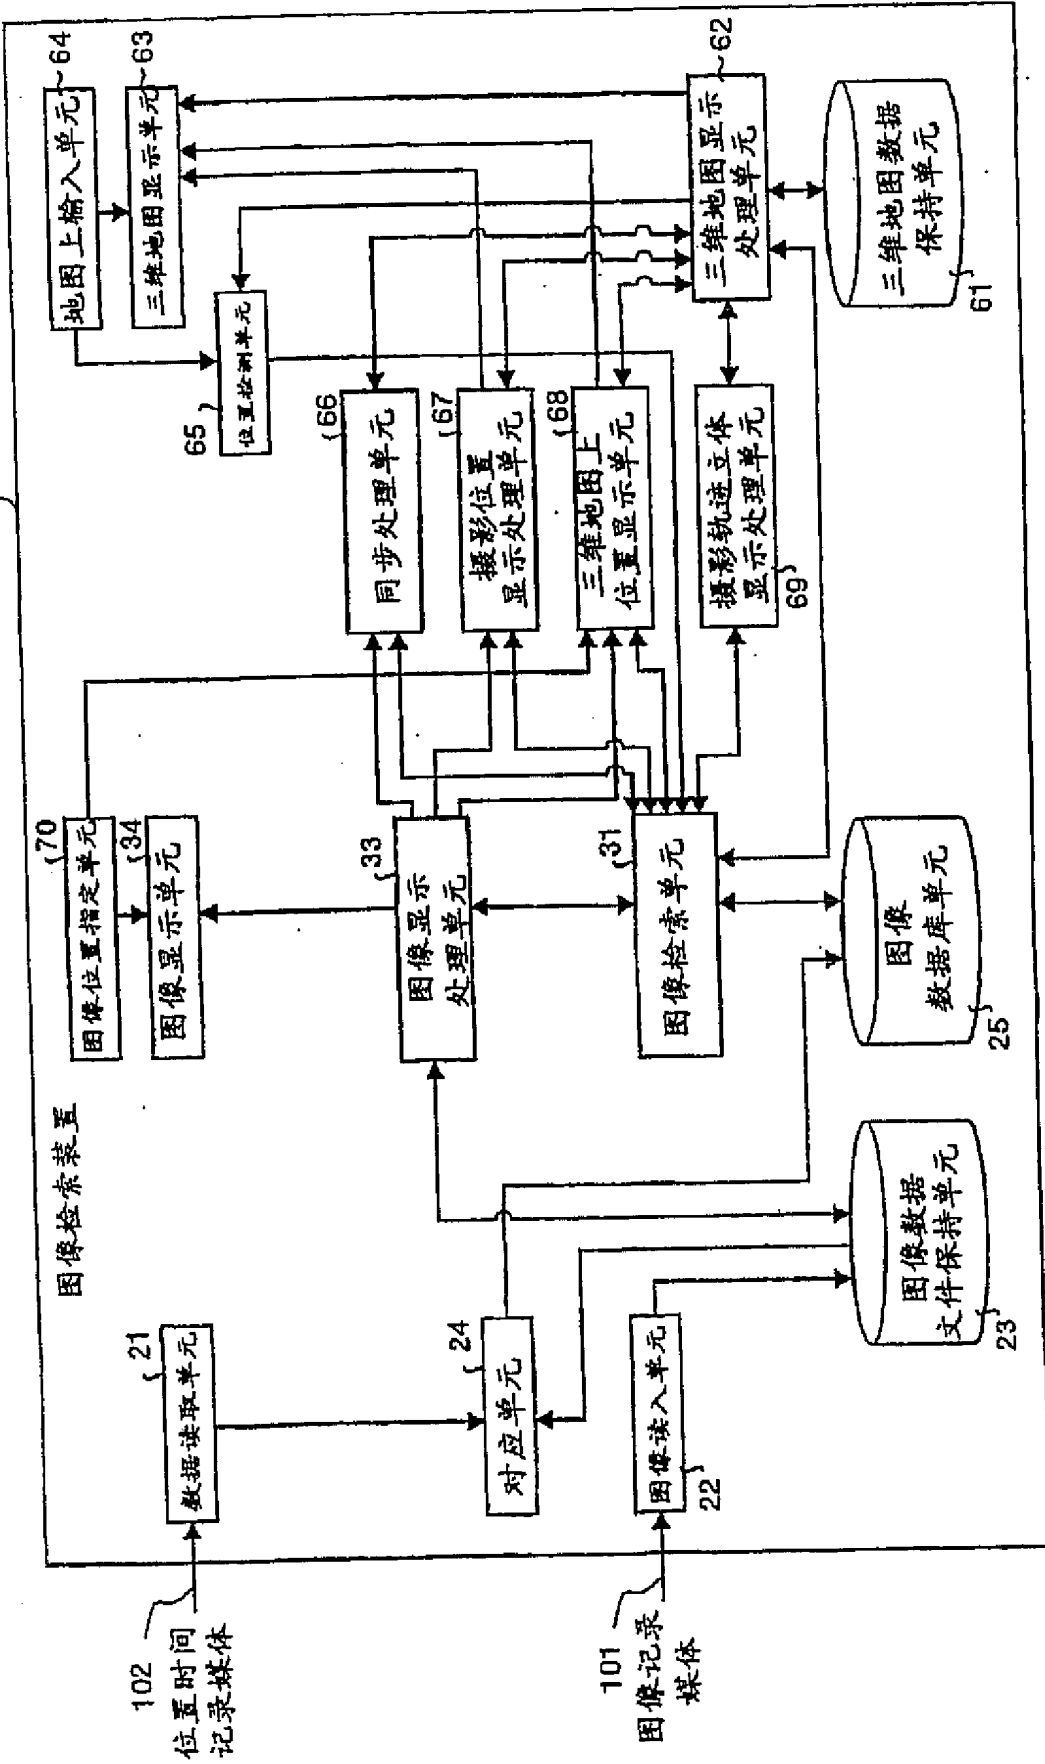 图像检索装置
102
位置时间
记录媒体
21
数据读取单元
24
对应单元
101
图像记录
媒体
22
图像读入单元
23
图像数据
文件保持单元
70
图像位置指定单元
34
图像显示单元
33
图像显示
处理单元
31
图像检索单元
25
图像
数据库单元
64
地图上输入单元
63
三维地图显示单元
65
位置检测单元
66
同步处理单元
67
摄影位置
显示处理单元
68
三维地图上
位置显示单元
69
摄影轨迹立体
显示处理单元
62
三维地图显示
处理单元
61
三维地图数据
保持单元